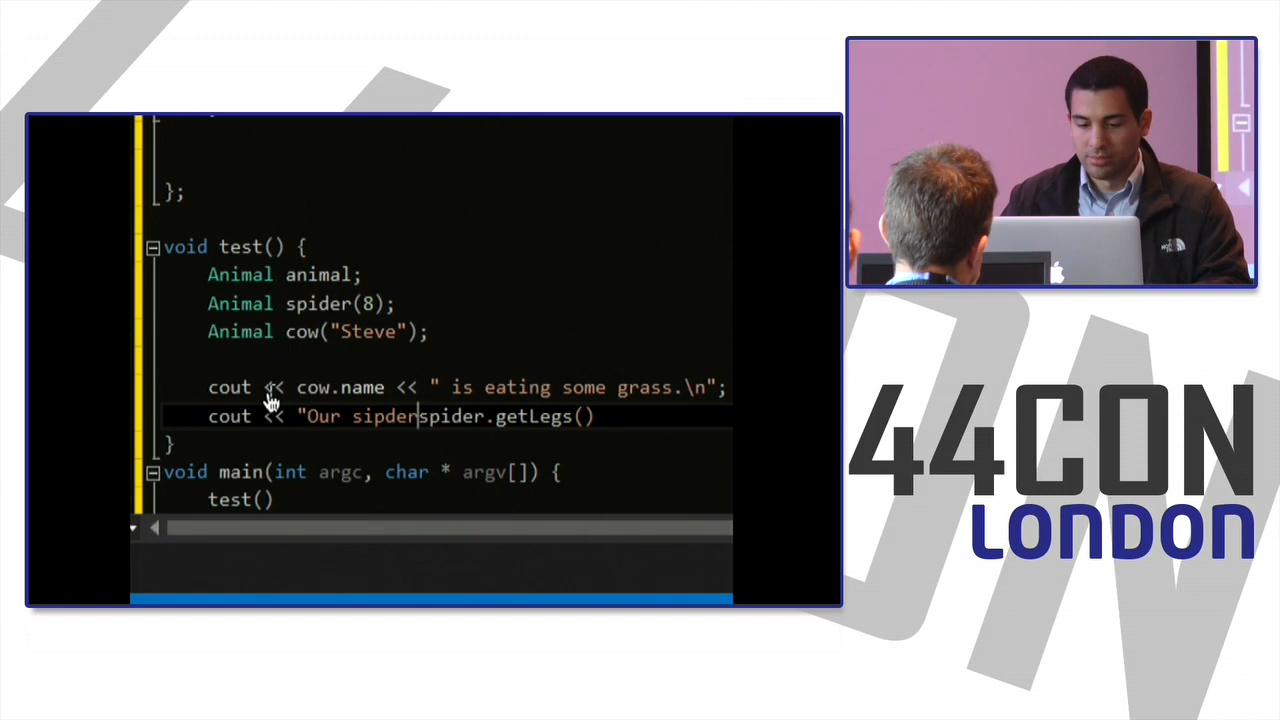 };
void test() {
Animal animal;
Animal spider(8);
Animal cow("Steve");
cout << cow.name << " is eating some grass.\n";
cout << "Our sipderspider.getLegs()
}
void main(int argc, char * argv[]) {
test()
44CON
LONDON